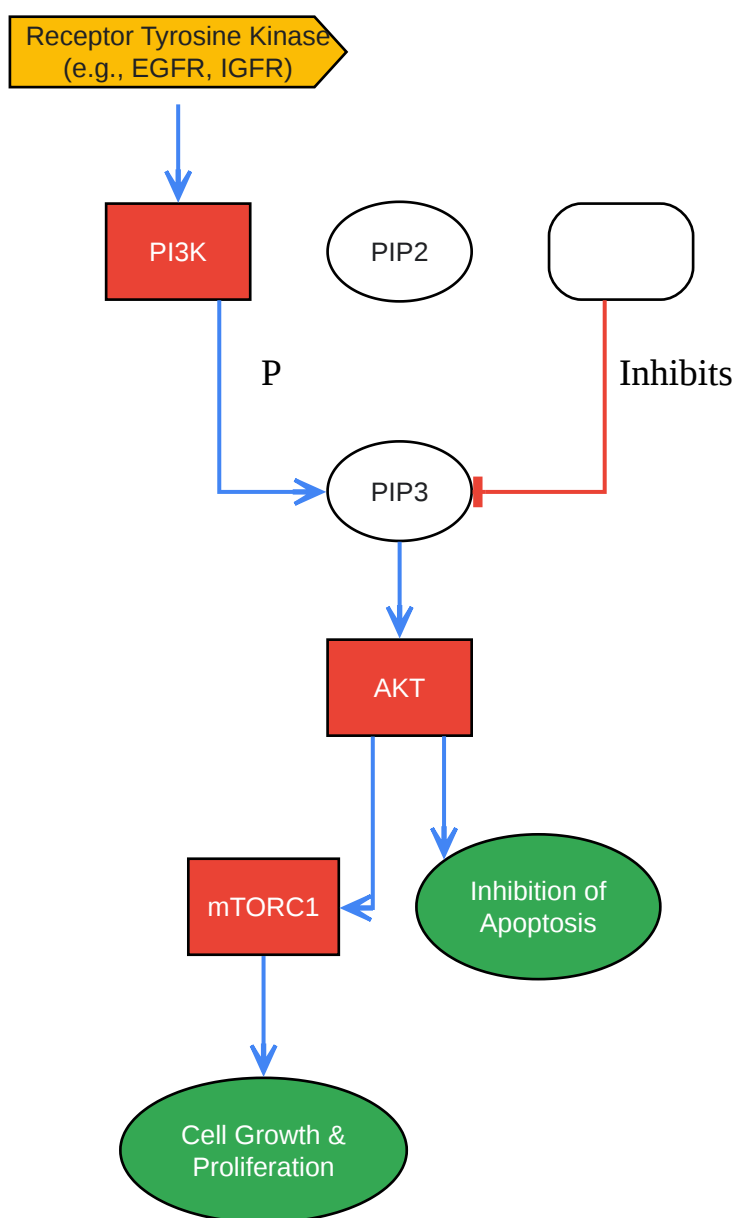 Receptor Tyrosine Kinase
(e.g., EGFR, IGFR)
PI3K
PIP2
P
Inhibits
PIP3
AKT
mTORC1
Inhibition of
Apoptosis
Cell Growth &
Proliferation